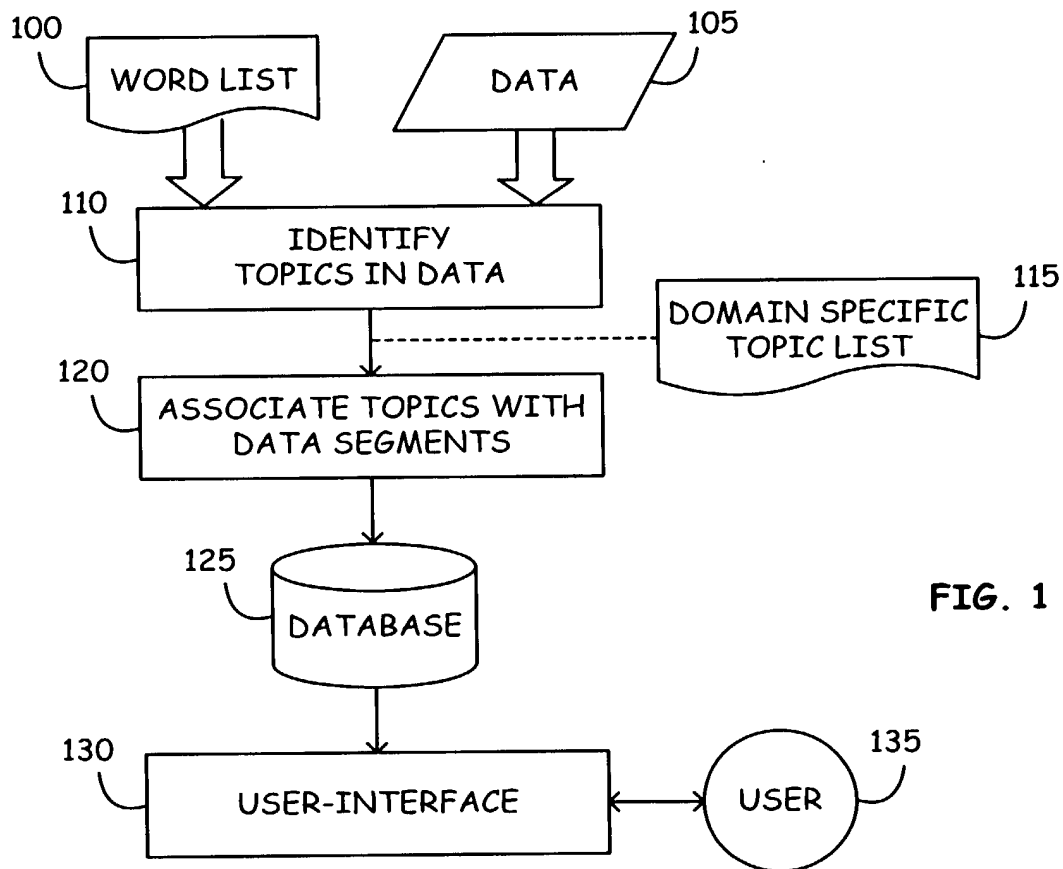 100
WORD LIST
DATA
105
110
IDENTIFY
TOPICS IN DATA
DOMAIN SPECIFIC
TOPIC LIST
115
120
ASSOCIATE TOPICS WITH
DATA SEGMENTS
125
DATABASE
FIG. 1
130
USER-INTERFACE
USER
135